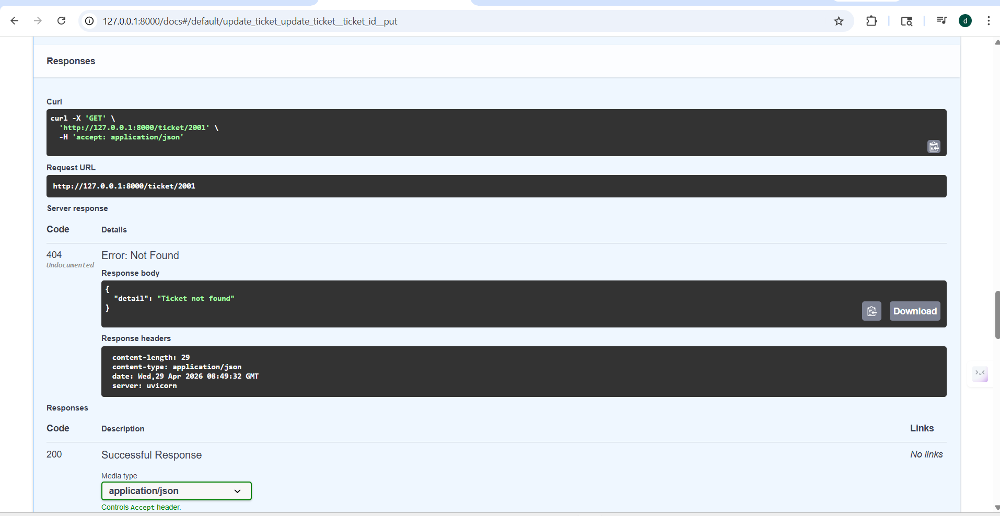 127.0.0.1:8000/docs#/default/update_ticket_update_ticket__ticket_id__put
d
Responses
Curl
curl -X 'GET' \
'http://127.0.0.1:8000/ticket/2001' \
-H 'accept: application/json'
Request URL
http://127.0.0.1:8000/ticket/2001
Server response
Code Details
404 Error: Not Found
Undocumented
Response body
{
"detail": "Ticket not found"
}
Download
Response headers
content-length: 29
content-type: application/json
date: Wed,29 Apr 2026 08:49:32 GMT
server: uvicorn
Responses
Code Description Links
200 Successful Response No links
Media type
application/json
Controls Accept header.